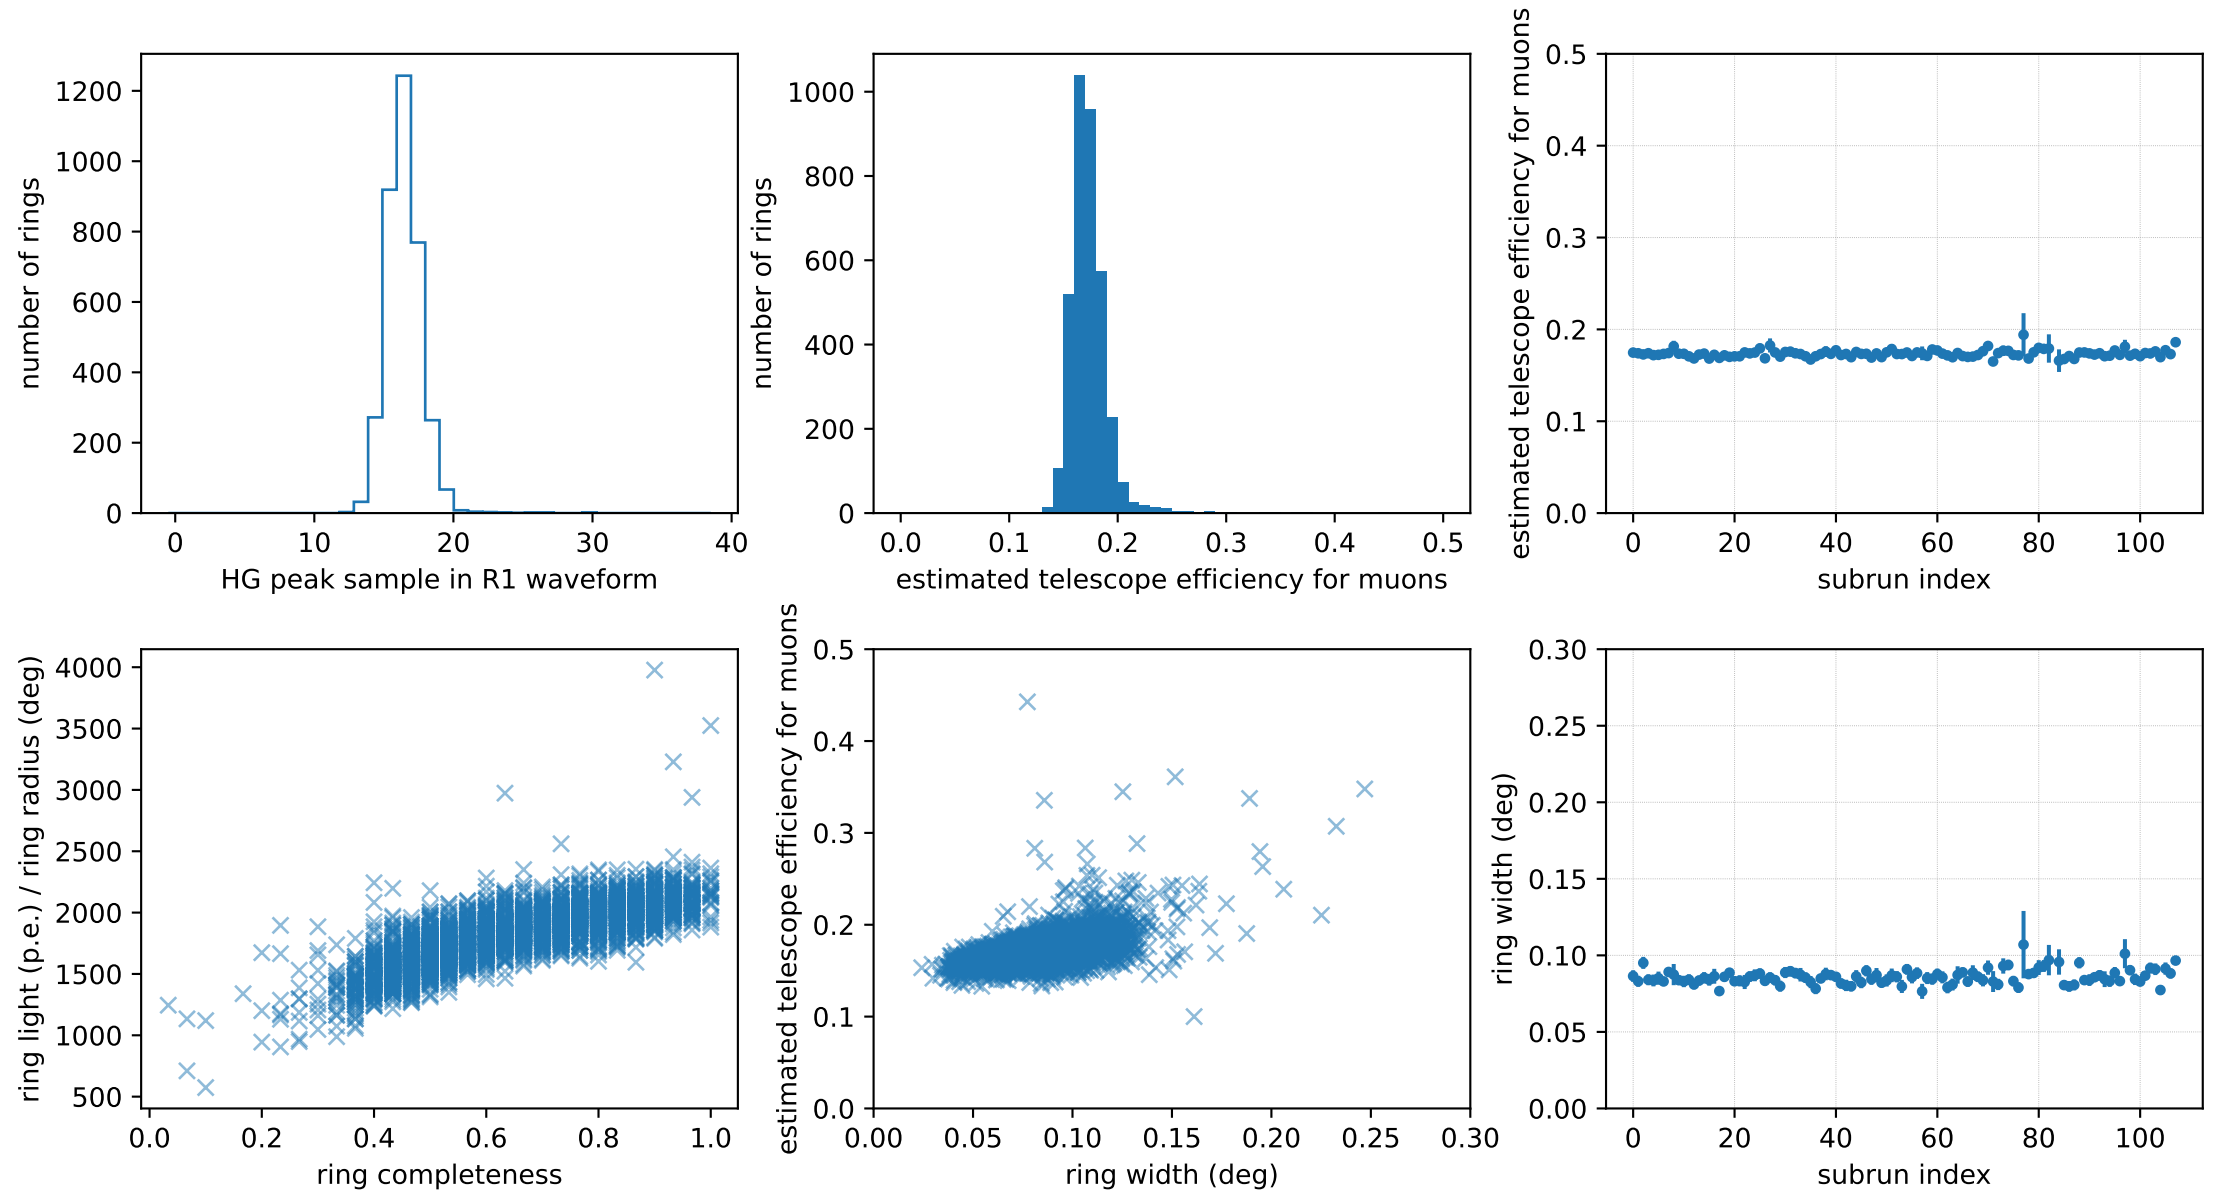 1200
1000
800
600
400
200
0
number of rings
0 10 20 30 40
HG peak sample in R1 waveform
1000
800
600
400
200
0
number of rings
0.0 0.1 0.2 0.3 0.4 0.5
estimated telescope efficiency for muons
0.5
0.4
0.3
0.2
0.1
0.0
estimated telescope efficiency for muons
0 20 40 60 80 100
subrun index
4000
3500
3000
2500
2000
1500
1000
500
ring light (p.e.) / ring radius (deg)
0.0 0.2 0.4 0.6 0.8 1.0
ring completeness
0.5
0.4
0.3
0.2
0.1
0.0
estimated telescope efficiency for muons
0.00 0.05 0.10 0.15 0.20 0.25 0.30
ring width (deg)
0.30
0.25
0.20
0.15
0.10
0.05
0.00
ring width (deg)
0 20 40 60 80 100
subrun index